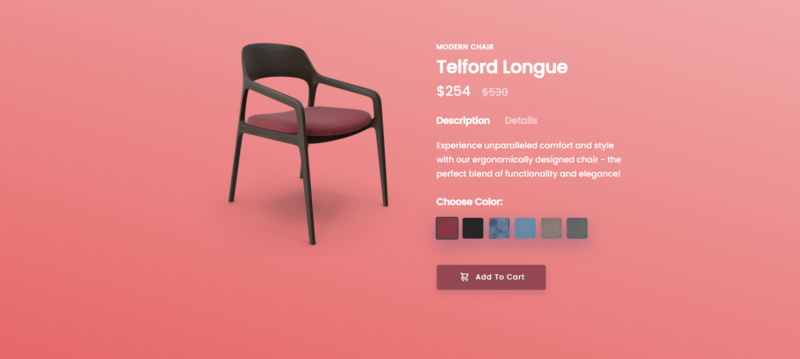 MODERN CHAIR
Telford Longue
$254 $530
Description Details
Experience unparalleled comfort and style
with our ergonomically designed chair - the
perfect blend of functionality and elegance!
Choose Color:
Add To Cart